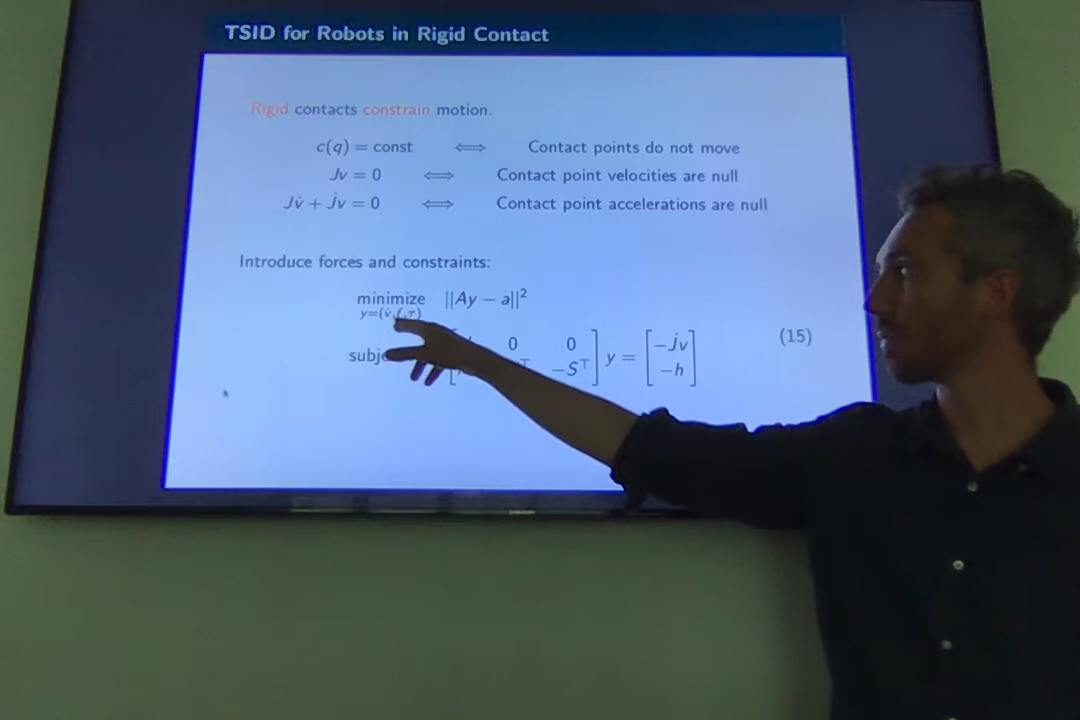 TSID for Robots in Rigid Contact
Rigid contacts constrain motion.
c(q) = const ⟺ Contact points do not move
Jv = 0 ⟺ Contact point velocities are null
Jv̇ + J̇v = 0 ⟺ Contact point accelerations are null
Introduce forces and constraints:
minimize ||Ay − a||²
y=(v̇,f,τ)
0 0 y = [−J̇v] (15)
−Sᵀ [−h]